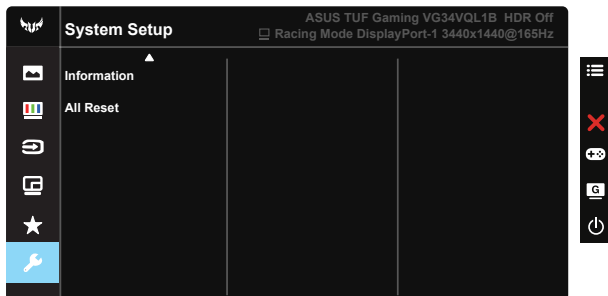 System Setup
ASUS TUF Gaming VG34VQL1B HDR Off
Racing Mode DisplayPort-1 3440x1440@165Hz
Information
All Reset
G